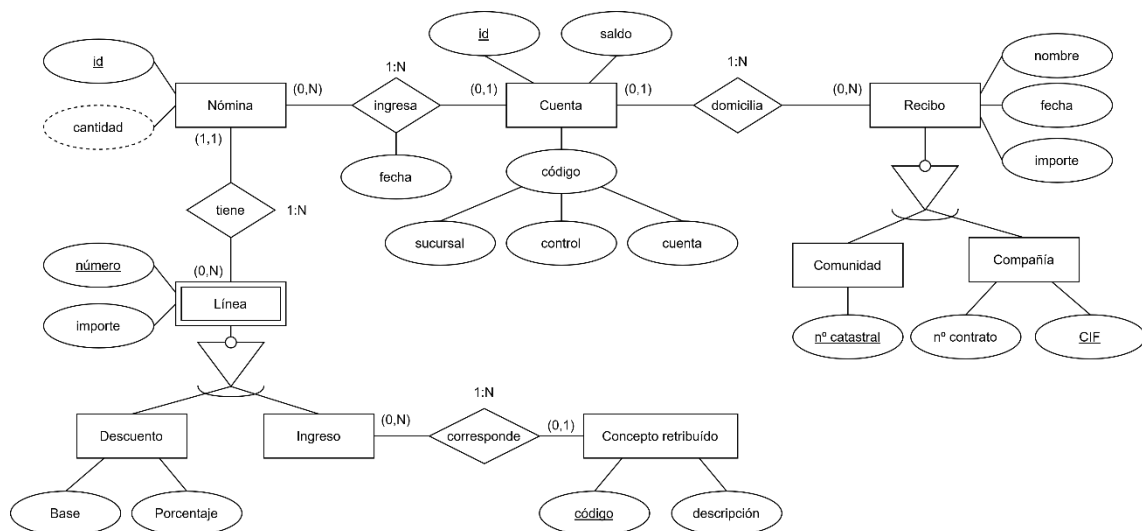 id
saldo
nombre
1:N
1:N
(0,N)
(0,1)
(0,1)
(0,N)
Nómina
ingresa
Cuenta
domicilia
Recibo
fecha
cantidad
(1,1)
importe
fecha
código
tiene
1:N
sucursal
control
cuenta
número
(0,N)
Comunidad
Compañía
Línea
importe
nº catastral
nº contrato
CIF
1:N
(0,N)
(0,1)
Descuento
Ingreso
corresponde
Concepto retribuído
Base
Porcentaje
código
descripción
id